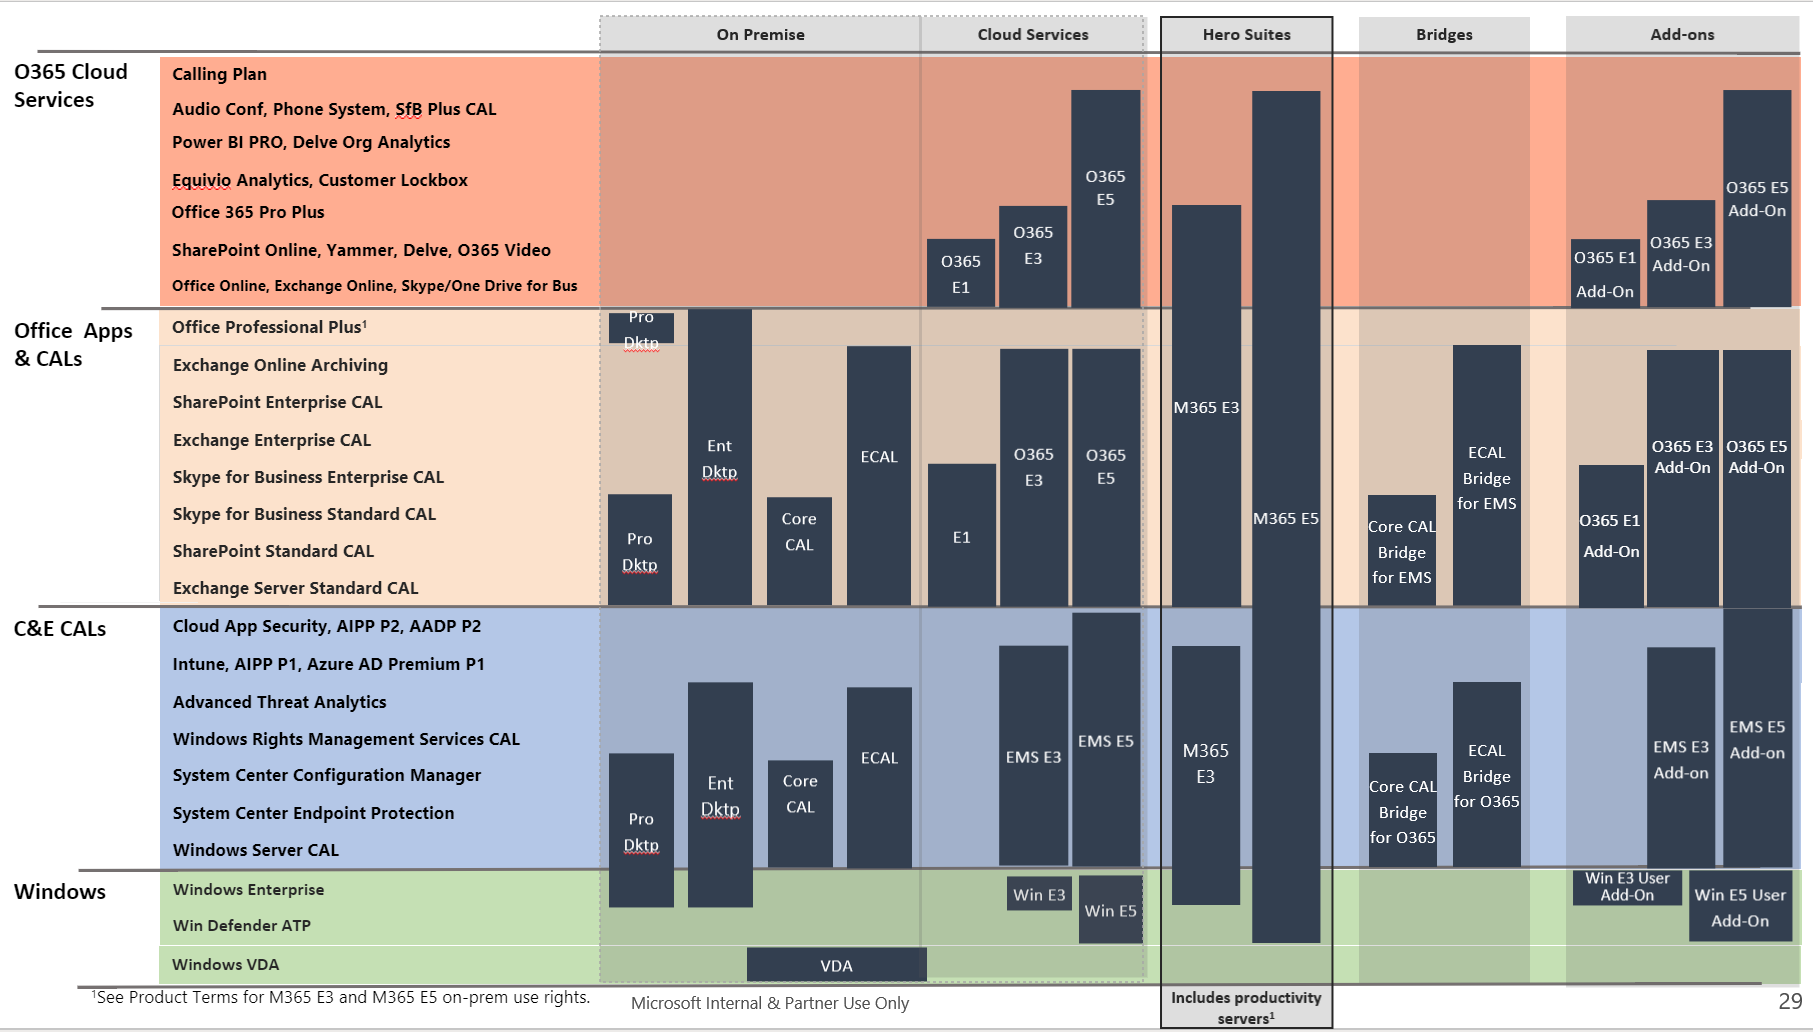 On Premise
Cloud Services
Hero Suites
Bridges
Add-ons
O365 Cloud
Services
Calling Plan
Audio Conf, Phone System, SfB Plus CAL
Power BI PRO, Delve Org Analytics
Equivio Analytics, Customer Lockbox
Office 365 Pro Plus
SharePoint Online, Yammer, Delve, O365 Video
Office Online, Exchange Online, Skype/One Drive for Bus
O365
E1
O365
E3
O365
E5
O365 E1
Add-On
O365 E3
Add-On
O365 E5
Add-On
Office Apps
& CALs
Office Professional Plus¹
Exchange Online Archiving
SharePoint Enterprise CAL
Exchange Enterprise CAL
Skype for Business Enterprise CAL
Skype for Business Standard CAL
SharePoint Standard CAL
Exchange Server Standard CAL
Pro
Dktp
Pro
Dktp
Ent
Dktp
Core
CAL
ECAL
E1
O365
E3
O365
E5
M365 E3
M365 E5
Core CAL
Bridge
for EMS
ECAL
Bridge
for EMS
O365 E1
Add-On
O365 E3
Add-On
O365 E5
Add-On
C&E CALs
Cloud App Security, AIPP P2, AADP P2
Intune, AIPP P1, Azure AD Premium P1
Advanced Threat Analytics
Windows Rights Management Services CAL
System Center Configuration Manager
System Center Endpoint Protection
Windows Server CAL
Pro
Dktp
Ent
Dktp
Core
CAL
ECAL
EMS E3
EMS E5
M365
E3
Core CAL
Bridge
for O365
ECAL
Bridge
for O365
EMS E3
Add-on
EMS E5
Add-on
Windows
Windows Enterprise
Win Defender ATP
Windows VDA
VDA
Win E3
Win E5
Win E3 User
Add-On
Win E5 User
Add-On
¹See Product Terms for M365 E3 and M365 E5 on-prem use rights.
Microsoft Internal & Partner Use Only
Includes productivity
servers¹
29